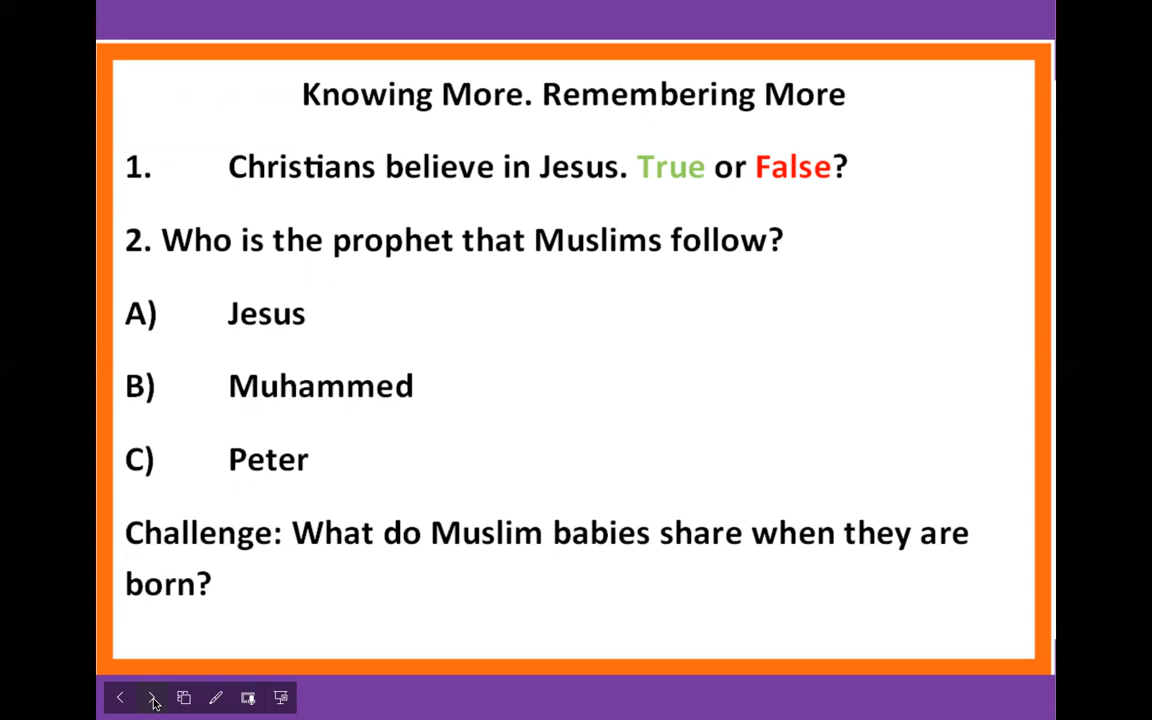 Knowing More. Remembering More
1. Christians believe in Jesus. True or False?
2. Who is the prophet that Muslims follow?
A) Jesus
B) Muhammed
C) Peter
Challenge: What do Muslim babies share when they are
born?